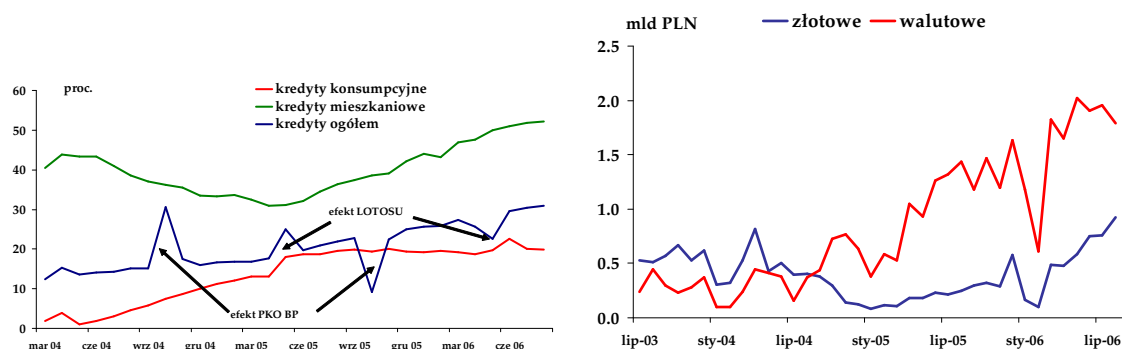 proc.
kredyty konsumpcyjne
kredyty mieszkaniowe
kredyty ogółem
60
50
40
30
20
10
0
efekt LOTOSU
efekt PKO BP
mar 04 cze 04 wrz 04 gru 04 mar 05 cze 05 wrz 05 gru 05 mar 06 cze 06
mld PLN
złotowe walutowe
2.5
2.0
1.5
1.0
0.5
0.0
lip-03 sty-04 lip-04 sty-05 lip-05 sty-06 lip-06